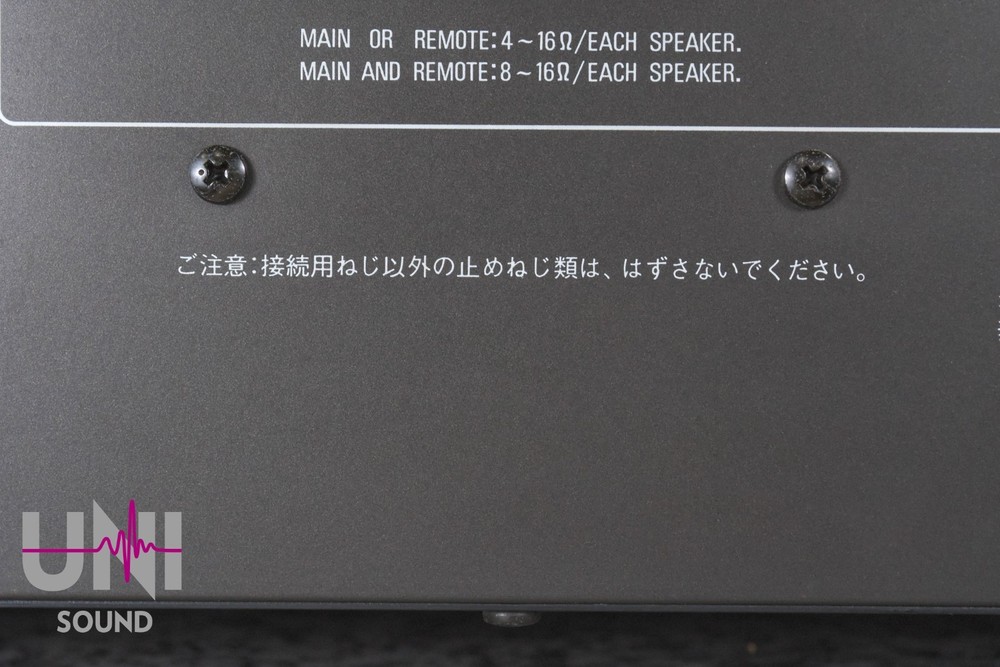 MAIN OR REMOTE:4~16Ω/EACH SPEAKER.
MAIN AND REMOTE:8~16Ω/EACH SPEAKER.
ご注意:接続用ねじ以外の止めねじ類は、はずさないでください。
UNI
SOUND